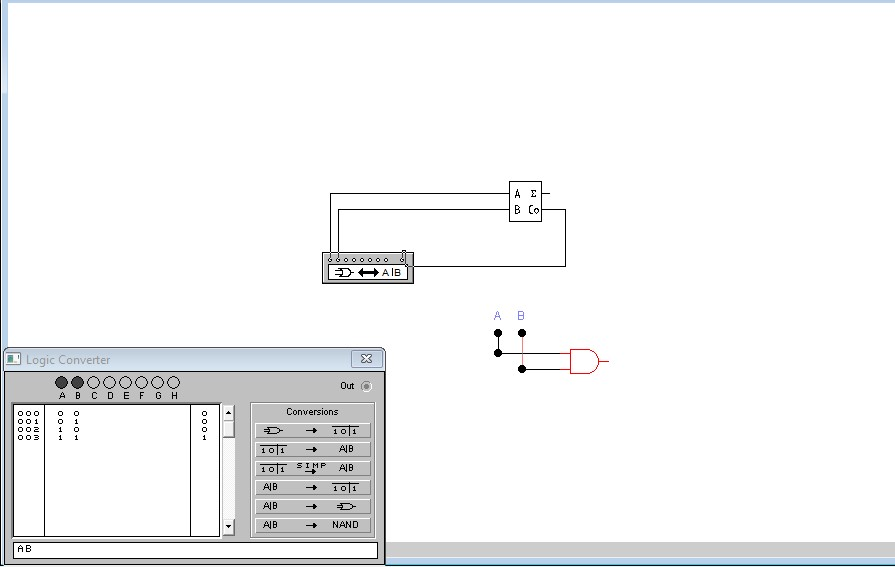 A Σ
B Co
A|B
A B
Logic Converter
A B C D E F G H
Out
000 0 0 0
001 0 1 0
002 1 0 0
003 1 1 1
Conversions
→ 1 0 1
1 0 1 → A|B
1 0 1 SIMP → A|B
A|B → 1 0 1
A|B →
A|B → NAND
AB